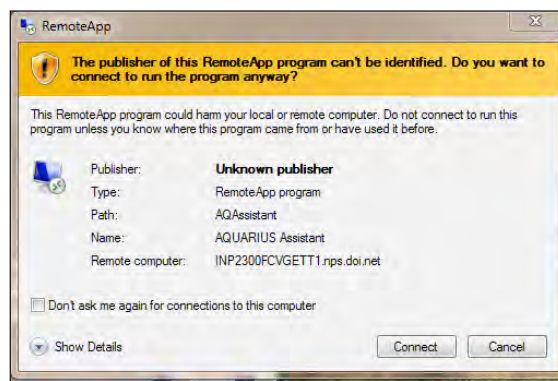 RemoteApp
The publisher of this RemoteApp program can't be identified. Do you want to
connect to run the program anyway?
This RemoteApp program could harm your local or remote computer. Do not connect to run this
program unless you know where this program came from or have used it before.
Publisher: Unknown publisher
Type: RemoteApp program
Path: AQAssistant
Name: AQUARIUS Assistant
Remote computer: INP2300FCVGETT1.nps.doi.net
Don't ask me again for connections to this computer
Show Details Connect Cancel